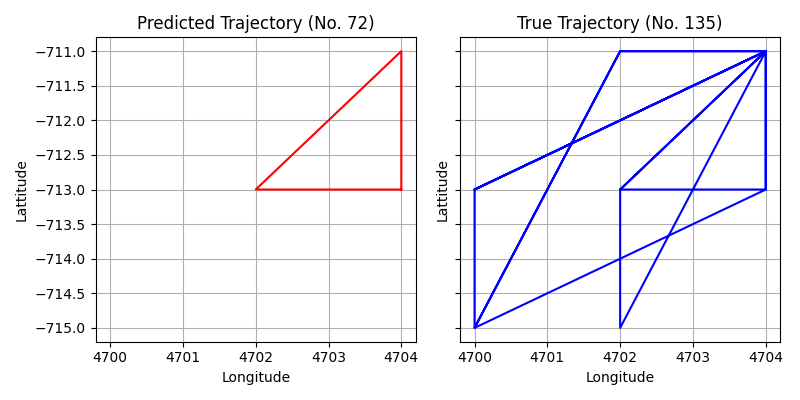 Predicted Trajectory (No. 72)
True Trajectory (No. 135)
−711.0
−711.5
−712.0
−712.5
−713.0
−713.5
−714.0
−714.5
−715.0
Lattitude
Lattitude
4700 4701 4702 4703 4704
4700 4701 4702 4703 4704
Longitude
Longitude